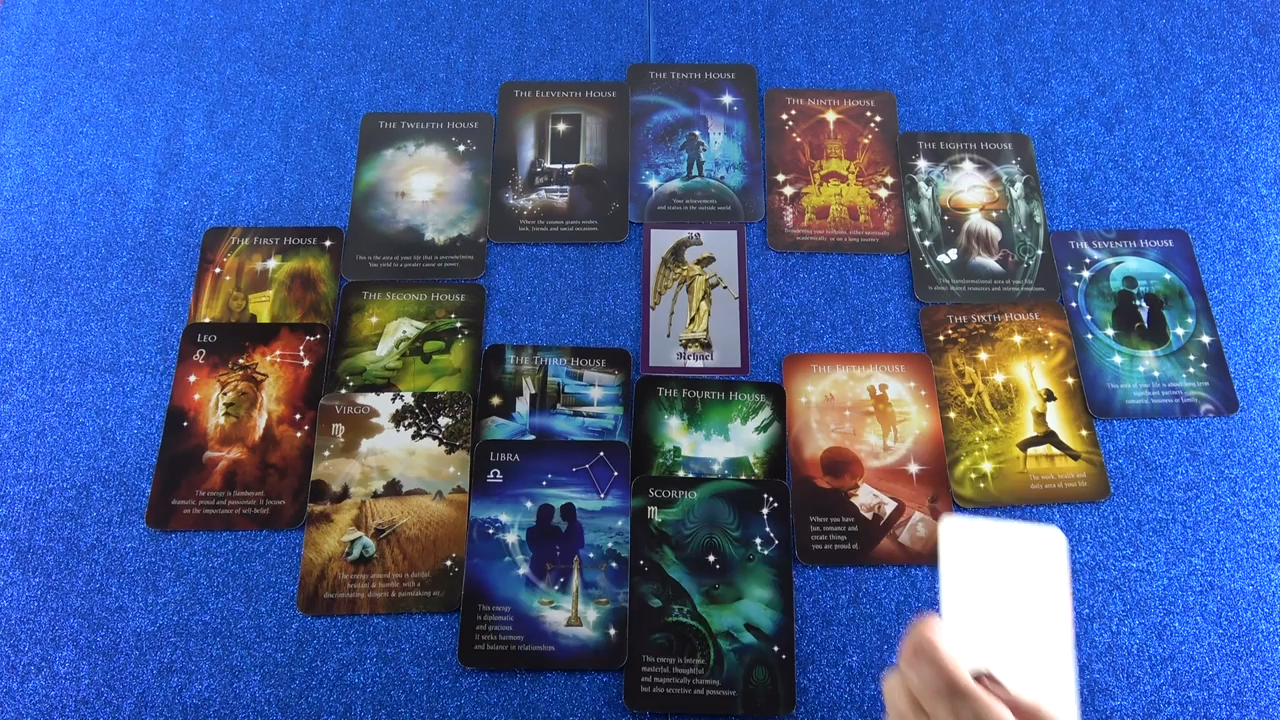 THE TENTH HOUSE
Your achievements
and status in the outside world.
THE ELEVENTH HOUSE
Where the cosmos grants wishes,
luck, friends and social occasions.
THE NINTH HOUSE
Broadening your horizons, either spiritually
academically, or on a long journey
THE TWELFTH HOUSE
This is the area of your life that is overwhelming.
You yield to a greater cause or power.
THE EIGHTH HOUSE
The transformational area of your life
is about shared resources and intense emotions.
THE FIRST HOUSE
THE SEVENTH HOUSE
This area of your life is about long term
significant partners
romantic, business or family.
39
Rehael
THE SECOND HOUSE
THE SIXTH HOUSE
The work, health and
duty area of your life.
LEO
The energy is flamboyant,
dramatic, proud and passionate. It focuses
on the importance of self-belief.
THE THIRD HOUSE
THE FIFTH HOUSE
Where you have
fun, romance and
create things
you are proud of.
THE FOURTH HOUSE
VIRGO
The energy around you is dutiful,
hesitant & humble, with a
discriminating, diligent & painstaking air.
LIBRA
This energy
is diplomatic
and gracious.
It seeks harmony
and balance in relationships.
SCORPIO
This energy is intense,
masterful, thoughtful
and magnetically charming,
but also secretive and possessive.